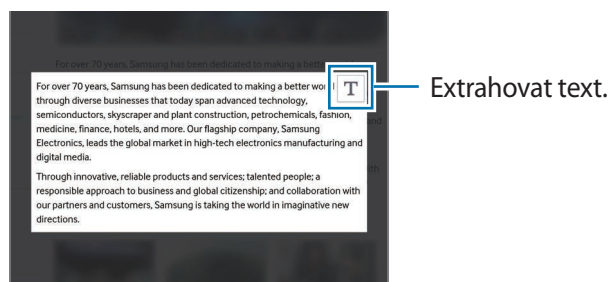 For over 70 years, Samsung has been dedicated to making a bette
For over 70 years, Samsung has been dedicated to making a better wor
T
Extrahovat text.
through diverse businesses that today span advanced technology,
semiconductors, skyscraper and plant construction, petrochemicals, fashion,
medicine, finance, hotels, and more. Our flagship company, Samsung
Electronics, leads the global market in high-tech electronics manufacturing and
digital media.
Through innovative, reliable products and services; talented people; a
responsible approach to business and global citizenship; and collaboration with
our partners and customers, Samsung is taking the world in imaginative new
directions.